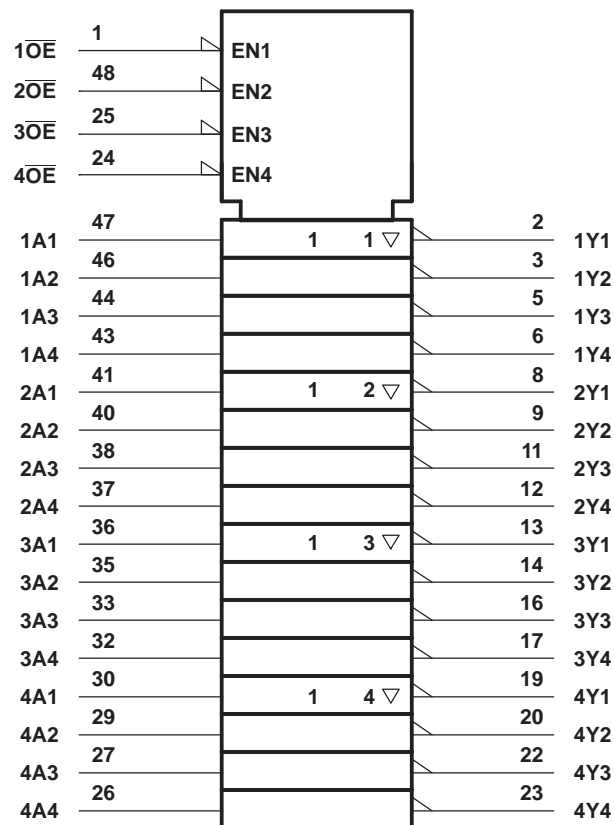 1O̅E̅ 1 EN1
2O̅E̅ 48 EN2
3O̅E̅ 25 EN3
4O̅E̅ 24 EN4
1A1 47 1 1 ▽ 2 1Y1
1A2 46 3 1Y2
1A3 44 5 1Y3
1A4 43 6 1Y4
2A1 41 1 2 ▽ 8 2Y1
2A2 40 9 2Y2
2A3 38 11 2Y3
2A4 37 12 2Y4
3A1 36 1 3 ▽ 13 3Y1
3A2 35 14 3Y2
3A3 33 16 3Y3
3A4 32 17 3Y4
4A1 30 1 4 ▽ 19 4Y1
4A2 29 20 4Y2
4A3 27 22 4Y3
4A4 26 23 4Y4